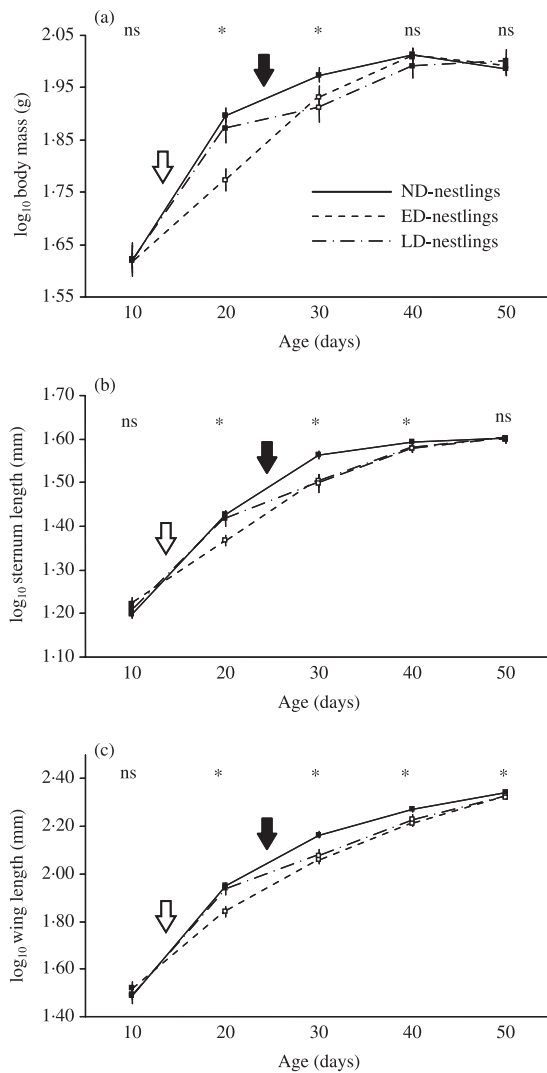 (a)
ns * * ns ns
2·05
1·95
1·85
1·75
1·65
1·55
log10 body mass (g)
ND-nestlings
ED-nestlings
LD-nestlings
10 20 30 40 50
Age (days)
(b)
ns * * * ns
1·70
1·60
1·50
1·40
1·30
1·20
1·10
log10 sternum length (mm)
10 20 30 40 50
Age (days)
(c)
ns * * * *
2·40
2·20
2·00
1·80
1·60
1·40
log10 wing length (mm)
10 20 30 40 50
Age (days)